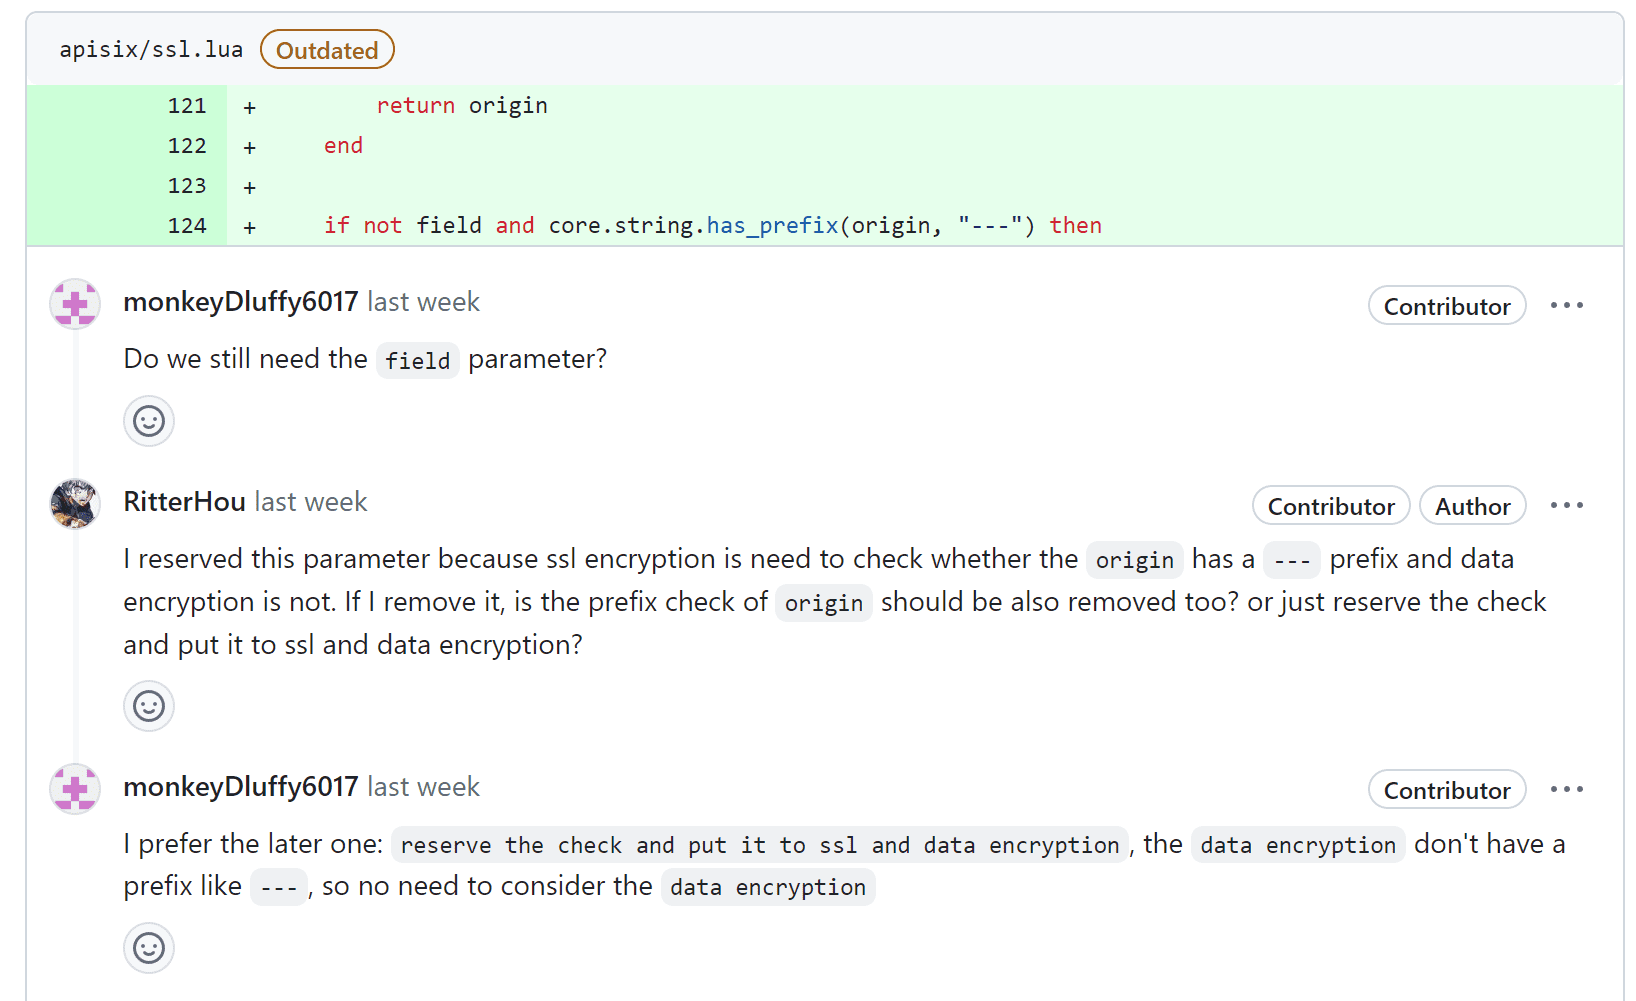 apisix/ssl.lua Outdated
121 + return origin
122 + end
123 +
124 + if not field and core.string.has_prefix(origin, "---") then
monkeyDluffy6017 last week Contributor ...
Do we still need the field parameter?
RitterHou last week Contributor Author ...
I reserved this parameter because ssl encryption is need to check whether the origin has a --- prefix and data
encryption is not. If I remove it, is the prefix check of origin should be also removed too? or just reserve the check
and put it to ssl and data encryption?
monkeyDluffy6017 last week Contributor ...
I prefer the later one: reserve the check and put it to ssl and data encryption, the data encryption don't have a
prefix like ---, so no need to consider the data encryption